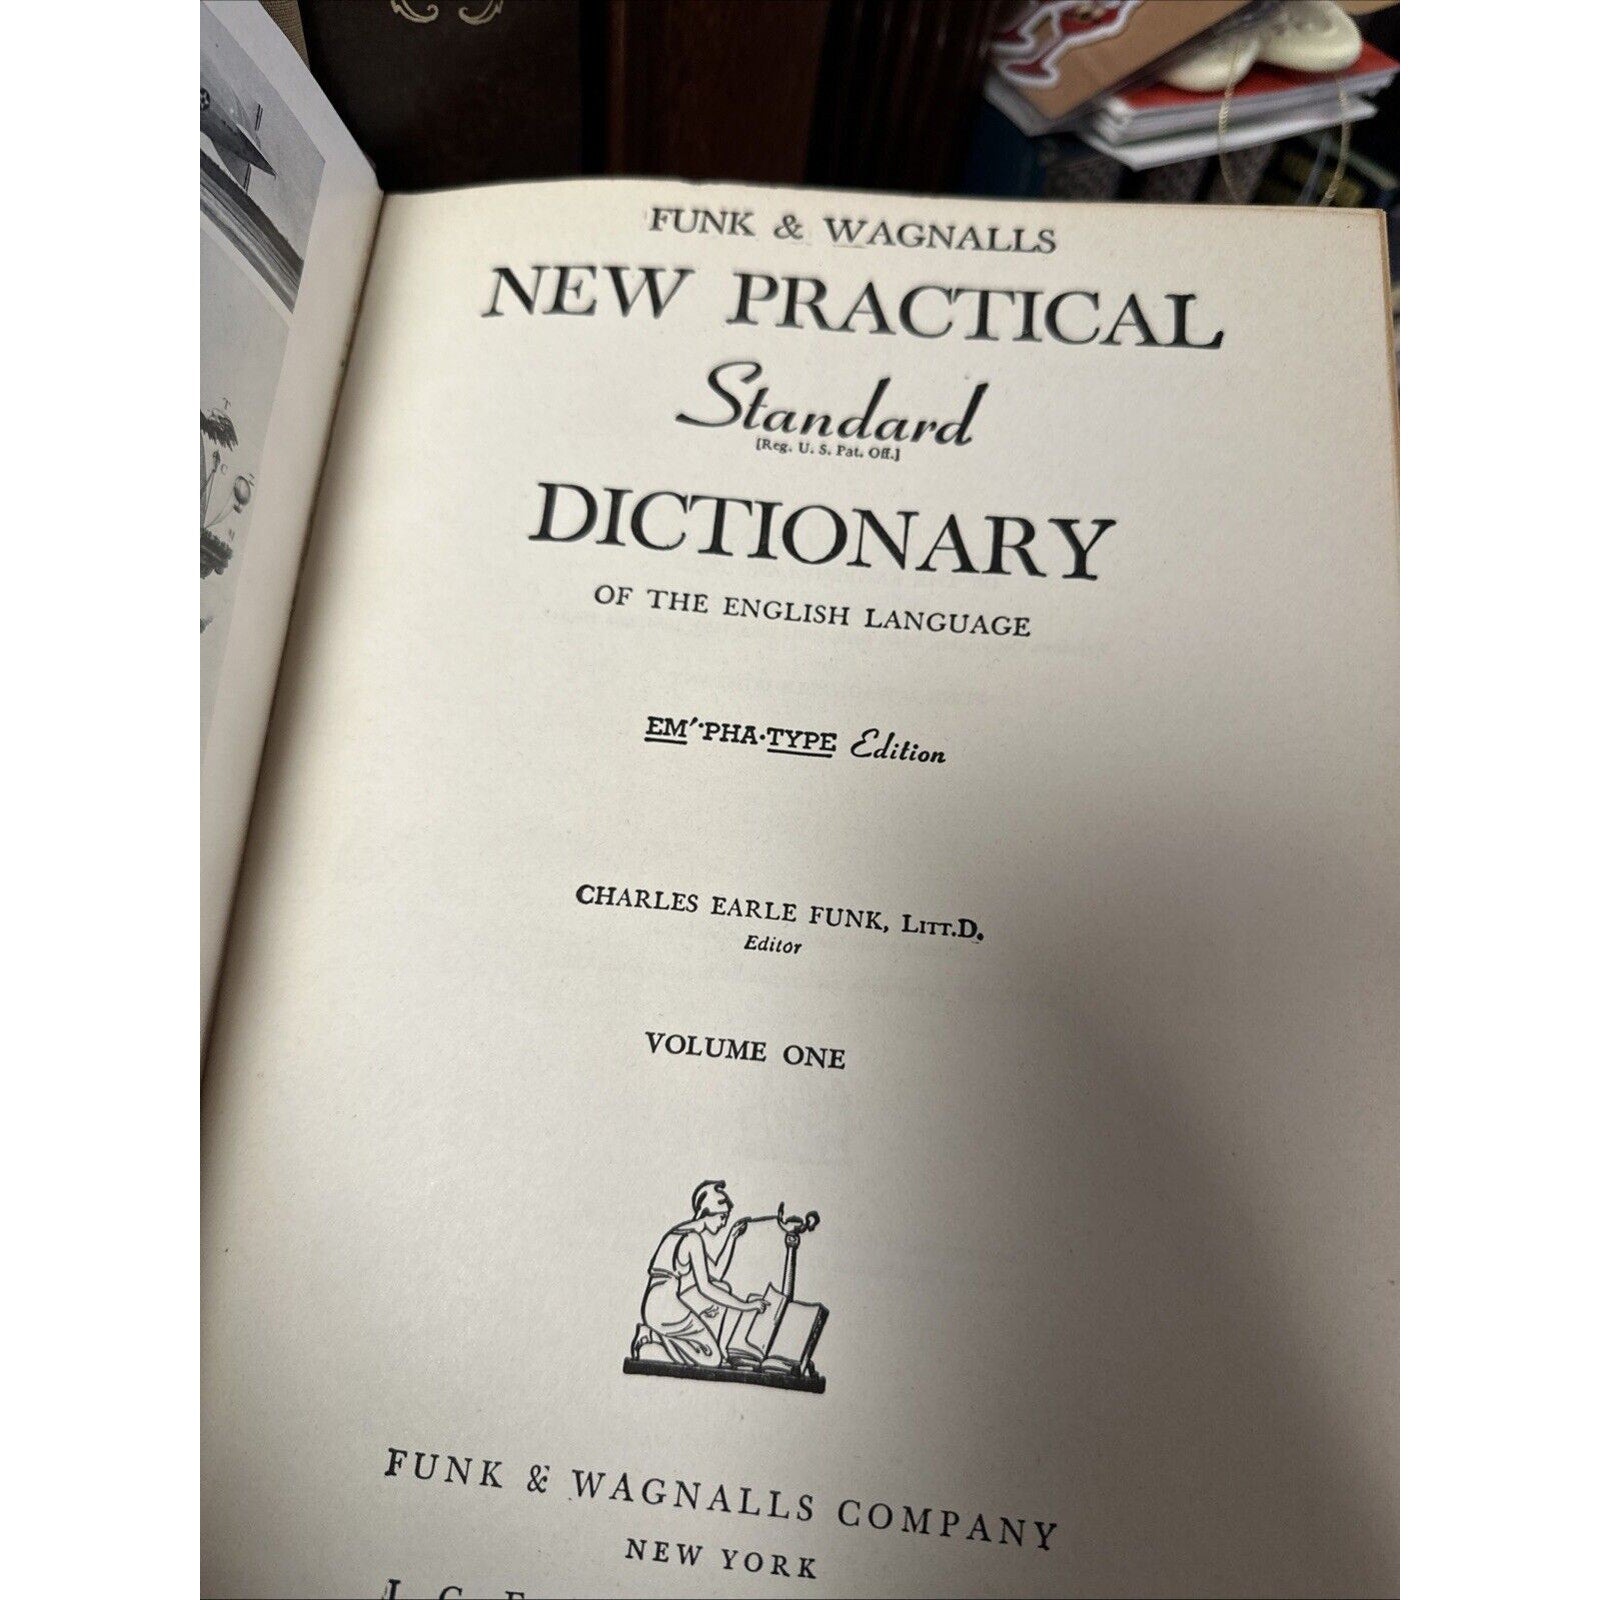 FUNK & WAGNALLS
NEW PRACTICAL
Standard
[Reg. U. S. Pat. Off.]
DICTIONARY
OF THE ENGLISH LANGUAGE
EM′·PHA·TYPE Edition
CHARLES EARLE FUNK, LITT.D.
Editor
VOLUME ONE
FUNK & WAGNALLS COMPANY
NEW YORK